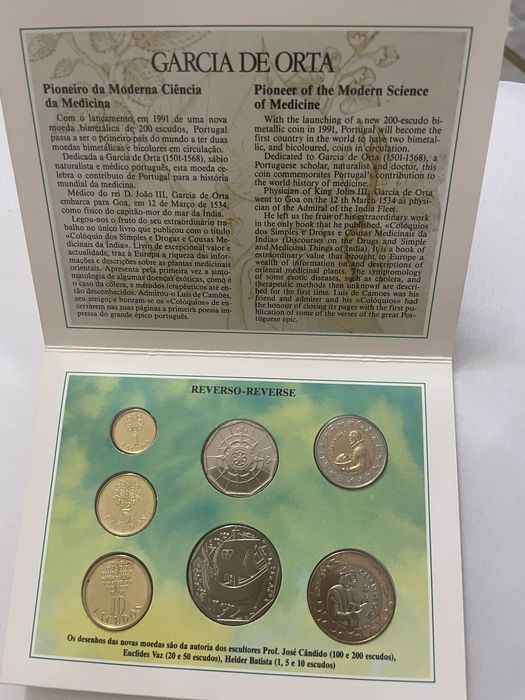 GARCIA DE ORTA
Pioneiro da Moderna Ciência
da Medicina
Com o lançamento em 1991 de uma nova
moeda bimetálica de 200 escudos, Portugal
passa a ser o primeiro país do mundo a ter duas
moedas bimetálicas e bicolores em circulação.
Dedicada a Garcia de Orta (1501-1568), sábio
naturalista e médico português, esta moeda ce-
lebra o contributo de Portugal para a história
mundial da medicina.
Médico do rei D. João III, Garcia de Orta
embarca para Goa, em 12 de Março de 1534,
como físico do capitão-mor do mar da Índia.
Legou-nos o fruto do seu extraordinário tra-
balho no único livro que publicou com o título
«Colóquio dos Simples e Drogas e Cousas Me-
dicinais da Índia». Livro de excepcional valor e
actualidade, traz à Europa a riqueza das infor-
mações e descrições sobre as plantas medicinais
orientais. Apresenta pela primeira vez a sinto-
matologia de algumas doenças exóticas, como é
o caso da cólera, e métodos terapêuticos até en-
tão desconhecidos. Admirou-o Luís de Camões,
seu amigo; e honram-se os «Colóquios» de en-
certarem nas suas páginas a primeira poesia im-
pressa do grande épico português.
Pioneer of the Modern Science
of Medicine
With the launching of a new 200-escudo bi-
metallic coin in 1991, Portugal will become the
first country in the world to have two bimetal-
lic, and bicoloured, coins in circulation.
Dedicated to Garcia de Orta (1501-1568), a
Portuguese scholar, naturalist and doctor, this
coin commemorates Portugal's contribution to
the world history of medicine.
Physician of King John III, Garcia de Orta
went to Goa on the 12 th March 1534 as physi-
cian of the Admiral of the India Fleet.
He left us the fruit of his extraordinary work
in the only book that he published, «Colóquios
dos Simples e Drogas e Cousas Medicinais da
Índia» (Discourses on the Drugs and Simple
and Medicinal Things of India). It is a book of
extraordinary value that brought to Europe a
wealth of information on and descriptions of
oriental medicinal plants. The symptomology
of some exotic diseases, such as cholera, and
therapeutic methods then unknown are descri-
bed for the first time. Luis de Camoes was his
friend and admirer and his «Colóquios» had
the honour of closing its pages with the first pu-
blication of some of the verses of the great Por-
tuguese epic.
REVERSO-REVERSE
1
ESCUDO
5
ESCUDOS
10
ESCUDOS
Os desenhos das novas moedas são da autoria dos escultores Prof. José Cândido (100 e 200 escudos),
Euclides Vaz (20 e 50 escudos), Helder Batista (1, 5 e 10 escudos)